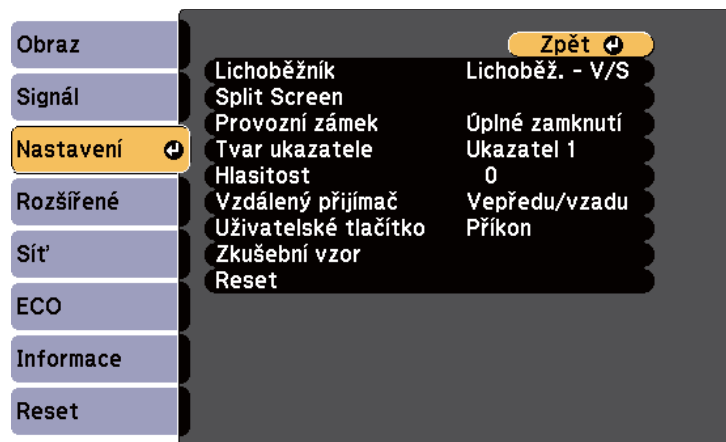 Obraz
Signál
Nastavení
Rozšířené
Síť
ECO
Informace
Reset
Zpět
Lichoběžník Lichoběž. - V/S
Split Screen
Provozní zámek Úplné zamknutí
Tvar ukazatele Ukazatel 1
Hlasitost 0
Vzdálený přijímač Vepředu/vzadu
Uživatelské tlačítko Příkon
Zkušební vzor
Reset